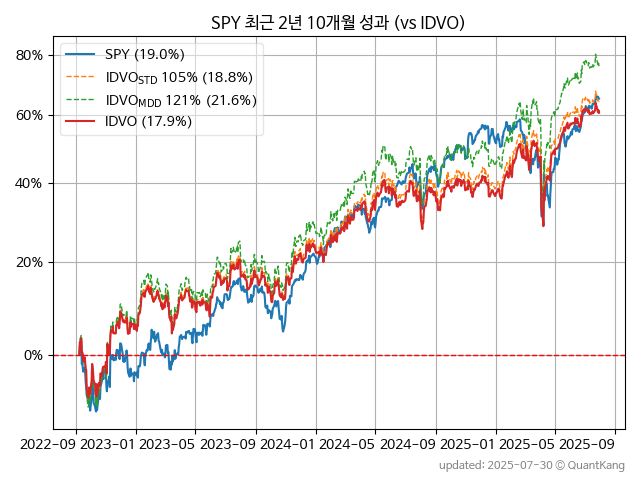 SPY 최근 2년 10개월 성과 (vs IDVO)
SPY (19.0%)
IDVO_STD 105% (18.8%)
IDVO_MDD 121% (21.6%)
IDVO (17.9%)
80%
60%
40%
20%
0%
2022-09 2023-01 2023-05 2023-09 2024-01 2024-05 2024-09 2025-01 2025-05 2025-09
updated: 2025-07-30 © QuantKang